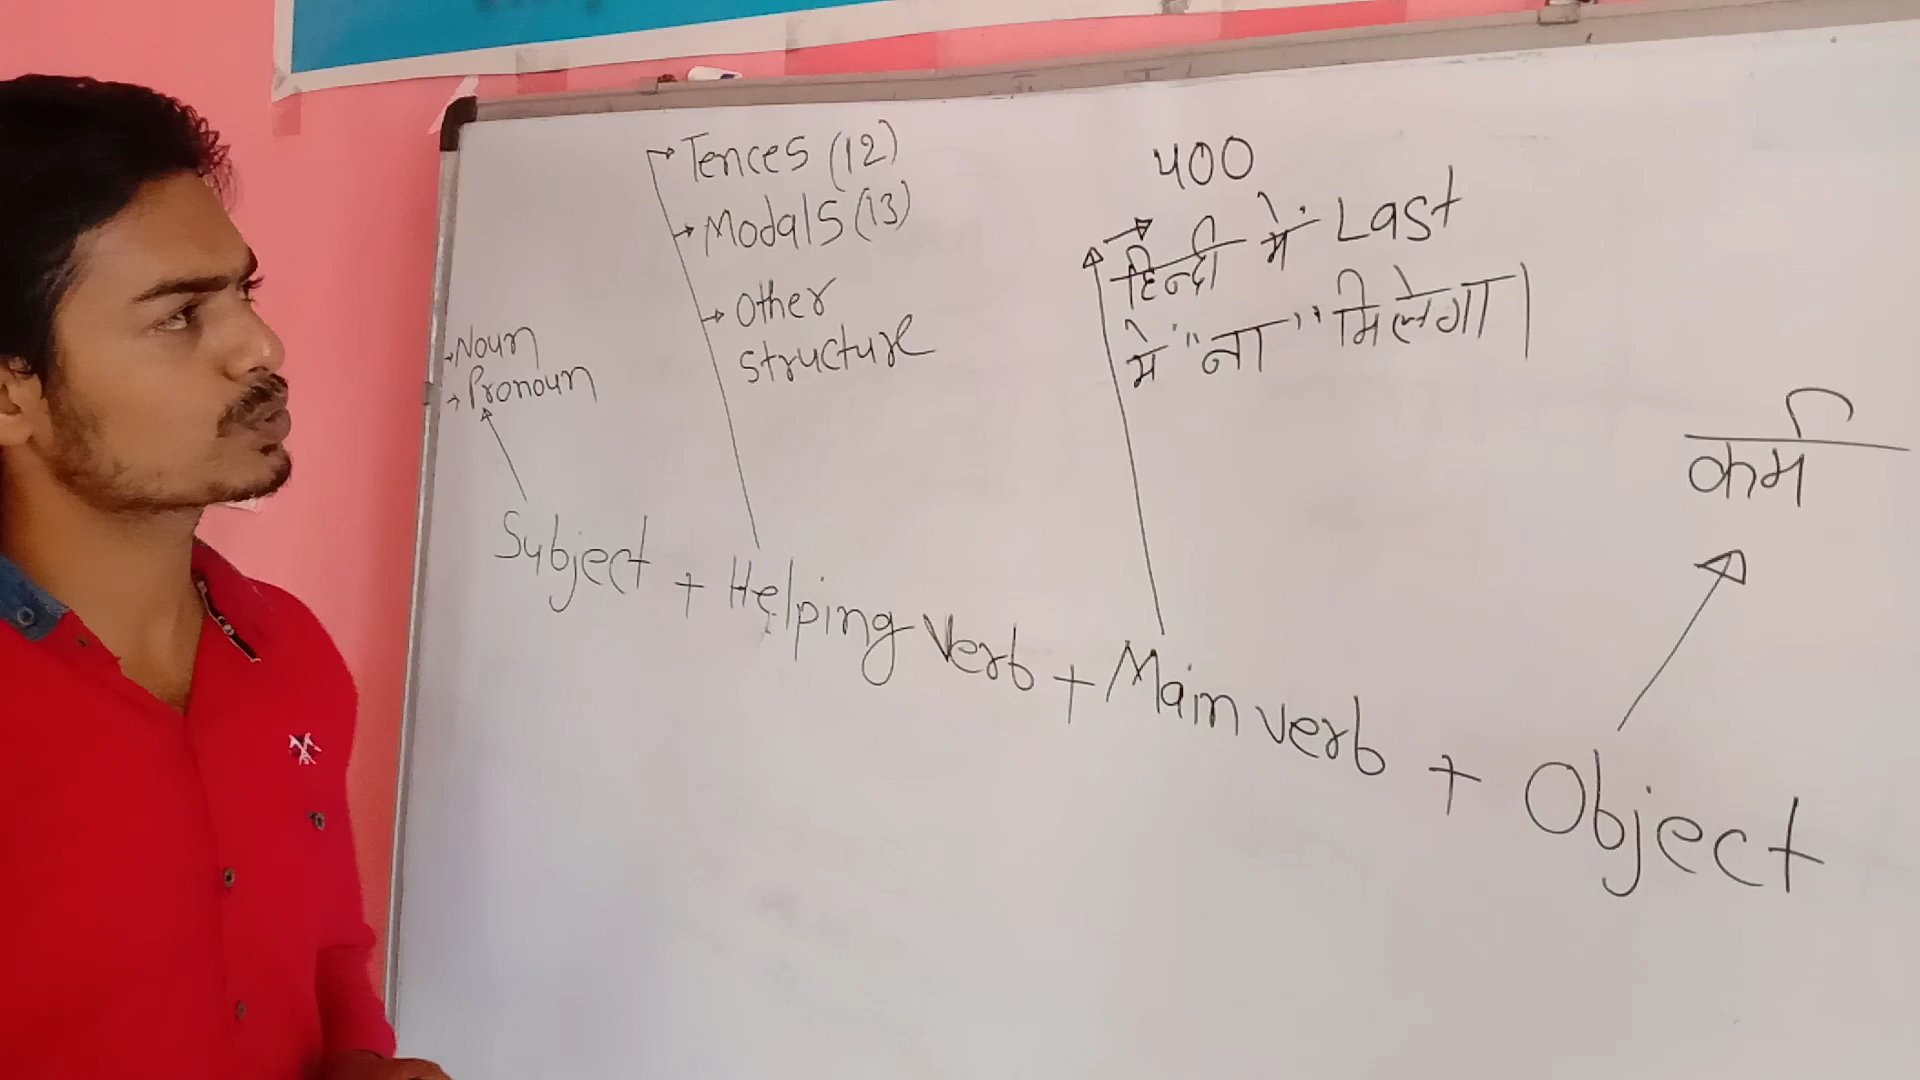 Tences (12)
Modals (13)
Other
structure
400
हिन्दी में Last
में "ना" मिलेगा।
Noun
Pronoun
कर्म
Subject + Helping Verb + Main verb + Object